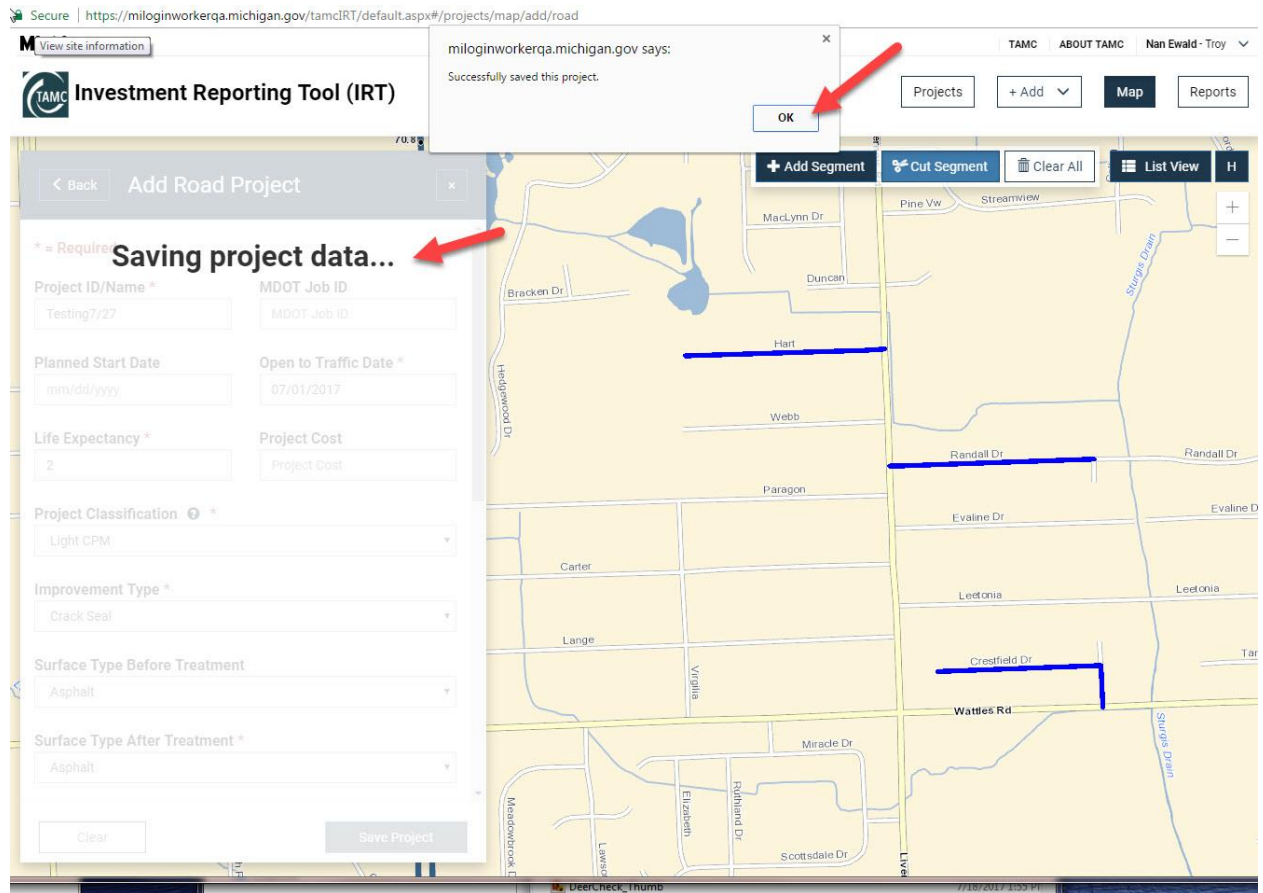 Secure | https://miloginworkerqa.michigan.gov/tamcIRT/default.aspx#/projects/map/add/road
View site information
miloginworkerqa.michigan.gov says:
Successfully saved this project.
OK
TAMC ABOUT TAMC Nan Ewald - Troy
TAMC Investment Reporting Tool (IRT)
Projects + Add Map Reports
70.8
Add Segment Cut Segment Clear All List View H
Back Add Road Project
* = Required
Saving project data...
Project ID/Name * MDOT Job ID
Testing7/27 MDOT Job ID
Planned Start Date Open to Traffic Date *
mm/dd/yyyy 07/01/2017
Life Expectancy * Project Cost
2 Project Cost
Project Classification *
Light CPM
Improvement Type *
Crack Seal
Surface Type Before Treatment
Asphalt
Surface Type After Treatment *
Asphalt
Clear Save Project
Pine Vw Streamview
MacLynn Dr
Duncan
Bracken Dr
Sturgis Drain
Hart
Hedgewood Dr
Webb
Randall Dr Randall Dr
Paragon
Evaline Dr Evaline D
Carter
Leetonia Leetonia
Lange
Crestfield Dr Tar
Virgilia
Wattles Rd
Sturgis Drain
Miracle Dr
Meadowbrook D
Elizabeth
Ruthland Dr
Lawso
Scottsdale Dr
Live
DeerCheck_Thumb 7/18/2017 1:55 P